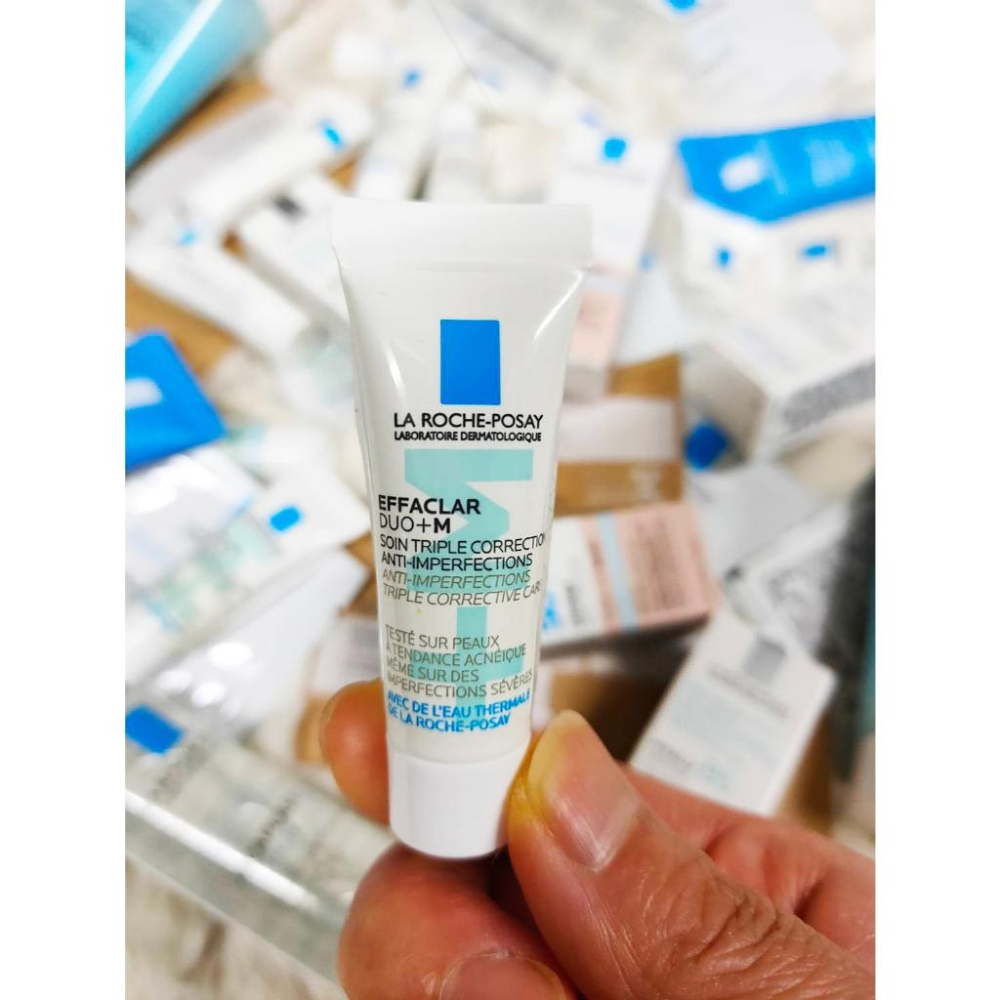 LA ROCHE-POSAY
LABORATOIRE DERMATOLOGIQUE
EFFACLAR
DUO+M
SOIN TRIPLE CORRECTIO
ANTI-IMPERFECTIONS
ANTI-IMPERFECTIONS
TRIPLE CORRECTIVE CAR
TESTÉ SUR PEAUX
À TENDANCE ACNÉIQUE
MÊME SUR DES
IMPERFECTIONS SÉVÈRES
AVEC DE L'EAU THERMALE
DE LA ROCHE-POSAY